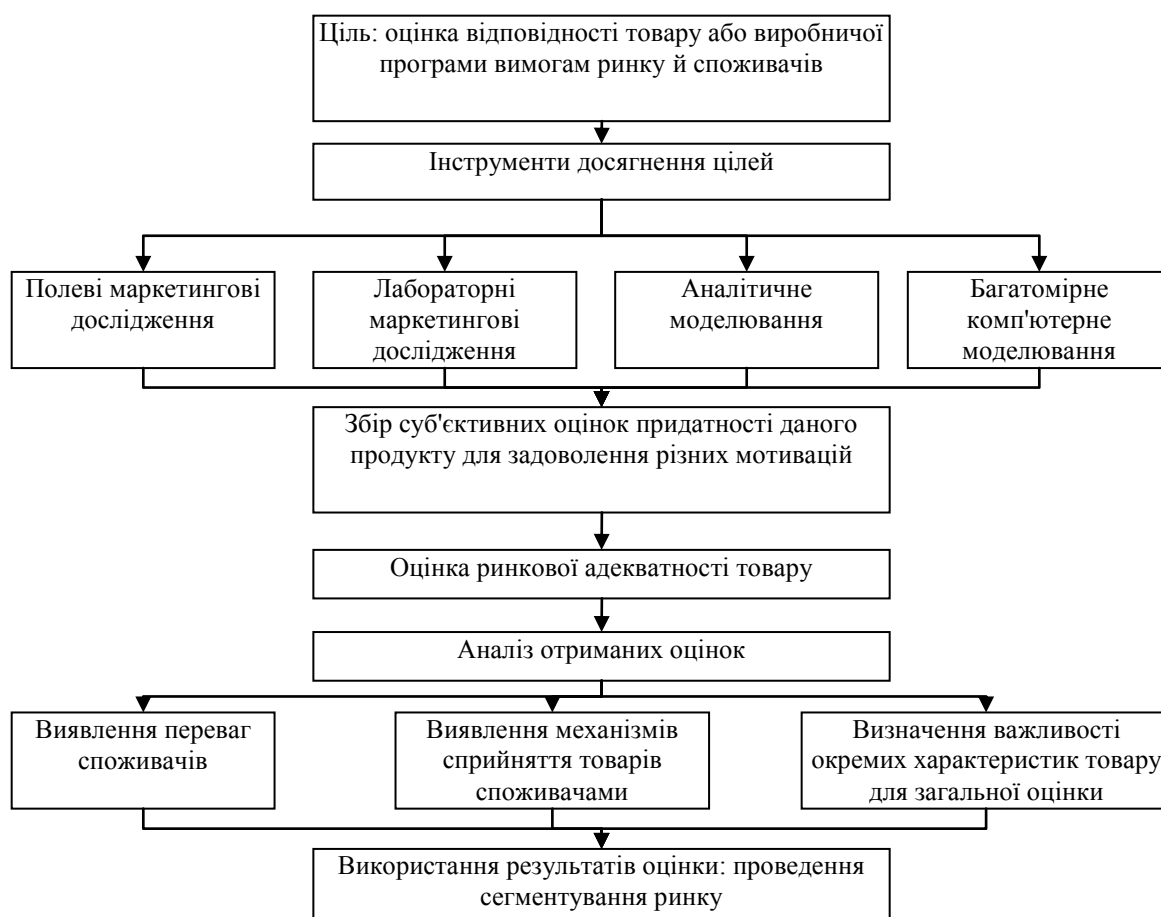 Ціль: оцінка відповідності товару або виробничої
програми вимогам ринку й споживачів
Інструменти досягнення цілей
Полеві маркетингові
дослідження
Лабораторні
маркетингові
дослідження
Аналітичне
моделювання
Багатомірне
комп'ютерне
моделювання
Збір суб'єктивних оцінок придатності даного
продукту для задоволення різних мотивацій
Оцінка ринкової адекватності товару
Аналіз отриманих оцінок
Виявлення переваг
споживачів
Виявлення механізмів
сприйняття товарів
споживачами
Визначення важливості
окремих характеристик товару
для загальної оцінки
Використання результатів оцінки: проведення
сегментування ринку